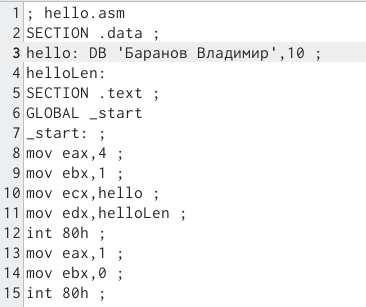 1 ; hello.asm
2 SECTION .data ;
3 hello: DB 'Баранов Владимир',10 ;
4 helloLen:
5 SECTION .text ;
6 GLOBAL _start
7 _start: ;
8 mov eax,4 ;
9 mov ebx,1 ;
10 mov ecx,hello ;
11 mov edx,helloLen ;
12 int 80h ;
13 mov eax,1 ;
14 mov ebx,0 ;
15 int 80h ;